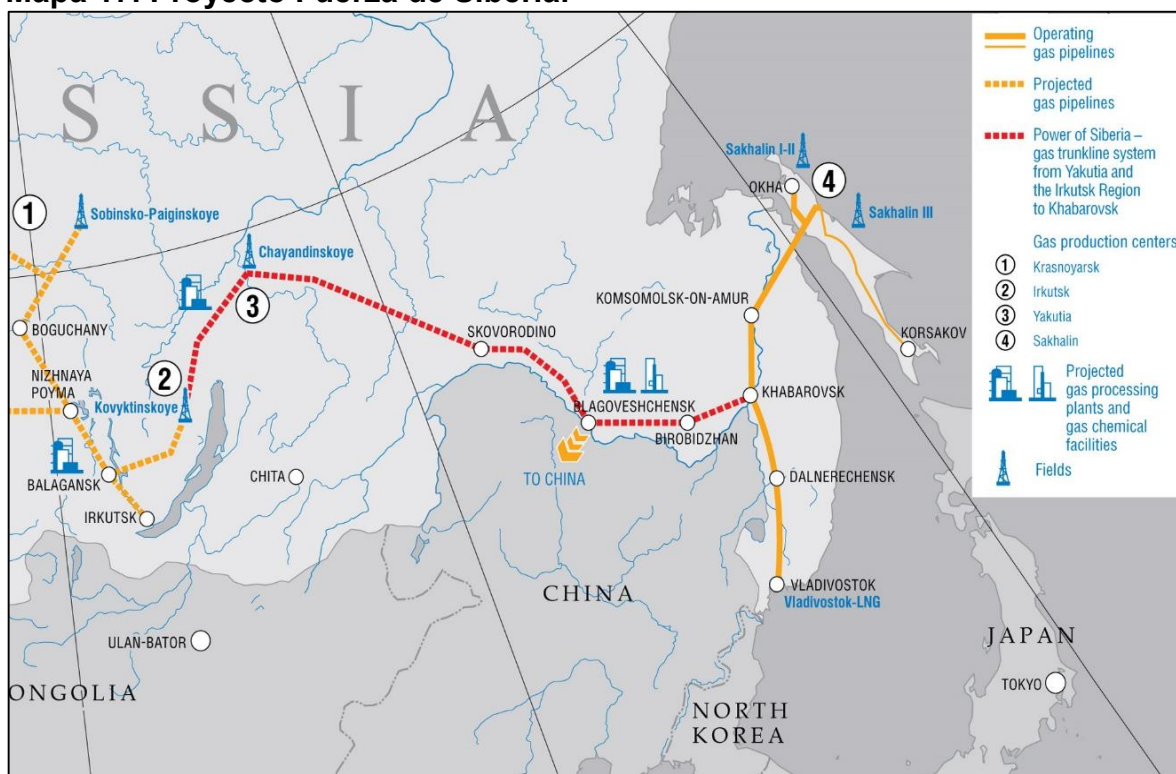 Mapa 17. Proyecto Fuerza de Siberia.
S S I A
1
Sobinsko-Paiginskoye
Chayandinskoye
3
BOGUCHANY
NIZHNAYA
POYMA
2
Kovyktinskoye
BALAGANSK
IRKUTSK
CHITA
ULAN-BATOR
ONGOLIA
SKOVORODINO
BLAGOVESHCHENSK
TO CHINA
BIROBIDZHAN
CHINA
Sakhalin I-II
OKHA
4
Sakhalin III
KOMSOMOLSK-ON-AMUR
KORSAKOV
KHABAROVSK
DALNERECHENSK
VLADIVOSTOK
Vladivostok-LNG
NORTH
KOREA
JAPAN
TOKYO
Operating
gas pipelines
Projected
gas pipelines
Power of Siberia –
gas trunkline system
from Yakutia and
the Irkutsk Region
to Khabarovsk
Gas production centers
1 Krasnoyarsk
2 Irkutsk
3 Yakutia
4 Sakhalin
Projected
gas processing
plants and
gas chemical
facilities
Fields